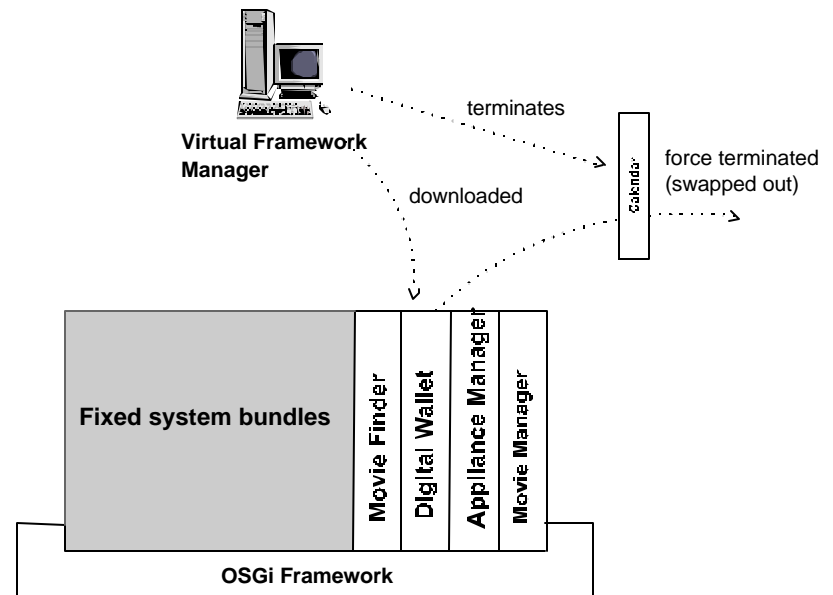 terminates
Virtual Framework
Manager
Calendar
force terminated
(swapped out)
downloaded
Fixed system bundles
Movie Finder
Digital Wallet
Appliance Manager
Movie Manager
OSGi Framework